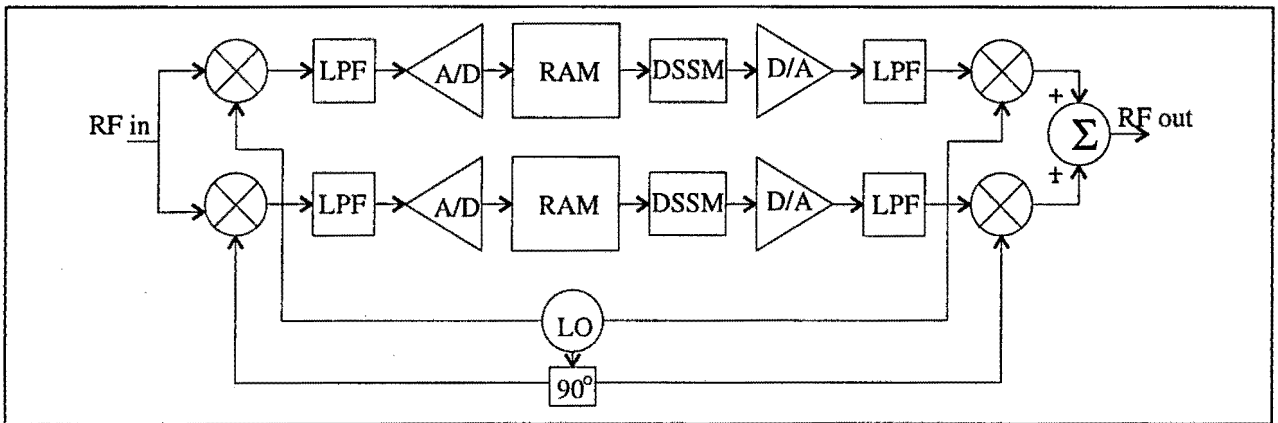 LPF A/D RAM DSSM D/A LPF
+
RF in
Σ
RF out
LPF A/D RAM DSSM D/A LPF
±
LO
90°